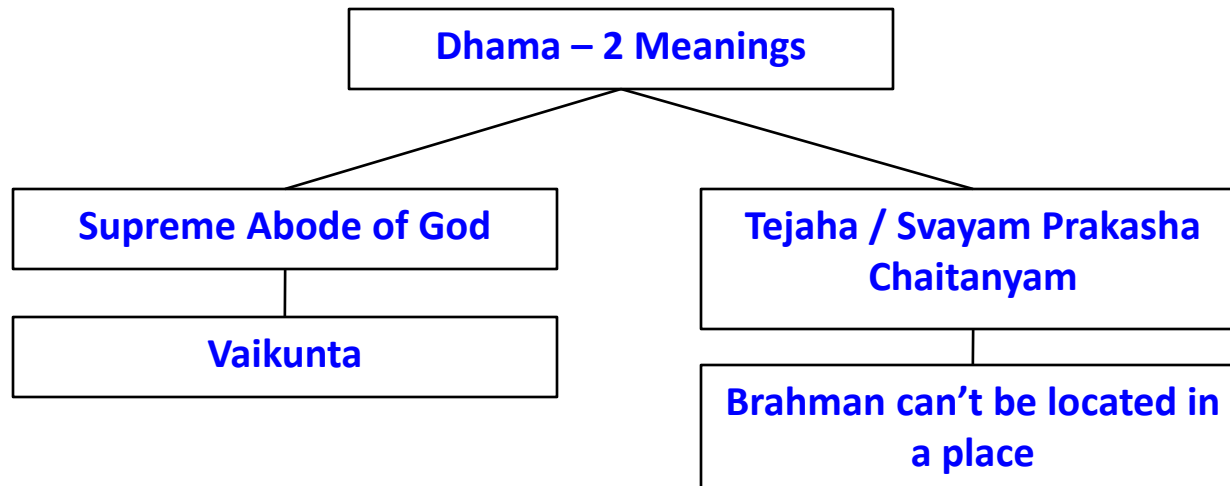 Dhama – 2 Meanings
Supreme Abode of God
Vaikunta
Tejaha / Svayam Prakasha
Chaitanyam
Brahman can’t be located in
a place